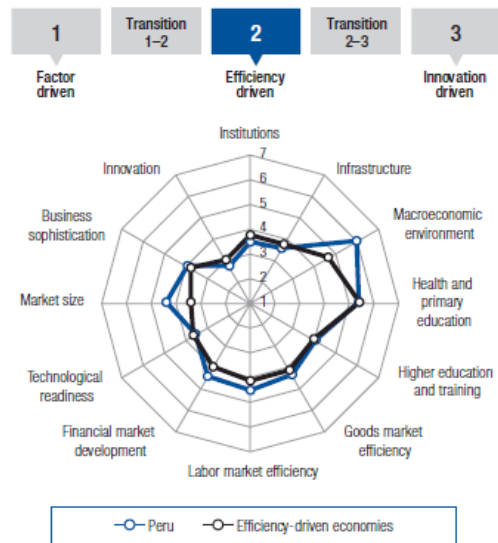 1
Transition
1–2
2
Transition
2–3
3
Factor
driven
Efficiency
driven
Innovation
driven
Institutions
Infrastructure
Macroeconomic
environment
Health and
primary
education
Higher education
and training
Goods market
efficiency
Labor market efficiency
Financial market
development
Technological
readiness
Market size
Business
sophistication
Innovation
7
6
5
4
3
2
1
Peru
Efficiency-driven economies